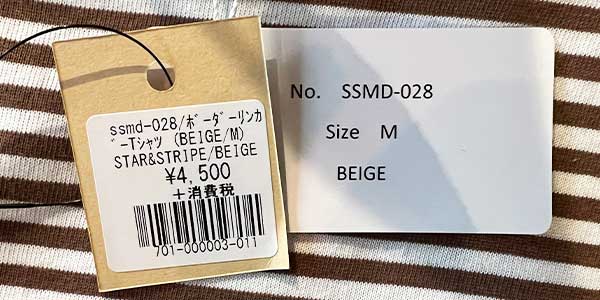 ssmd-028/ﾎﾞｰﾀﾞｰﾘﾝｶ
ﾞｰTｼｬﾂ (BEIGE/M)
STAR&STRIPE/BEIGE
¥4,500
+消費税
701-000003-011
No. SSMD-028
Size M
BEIGE